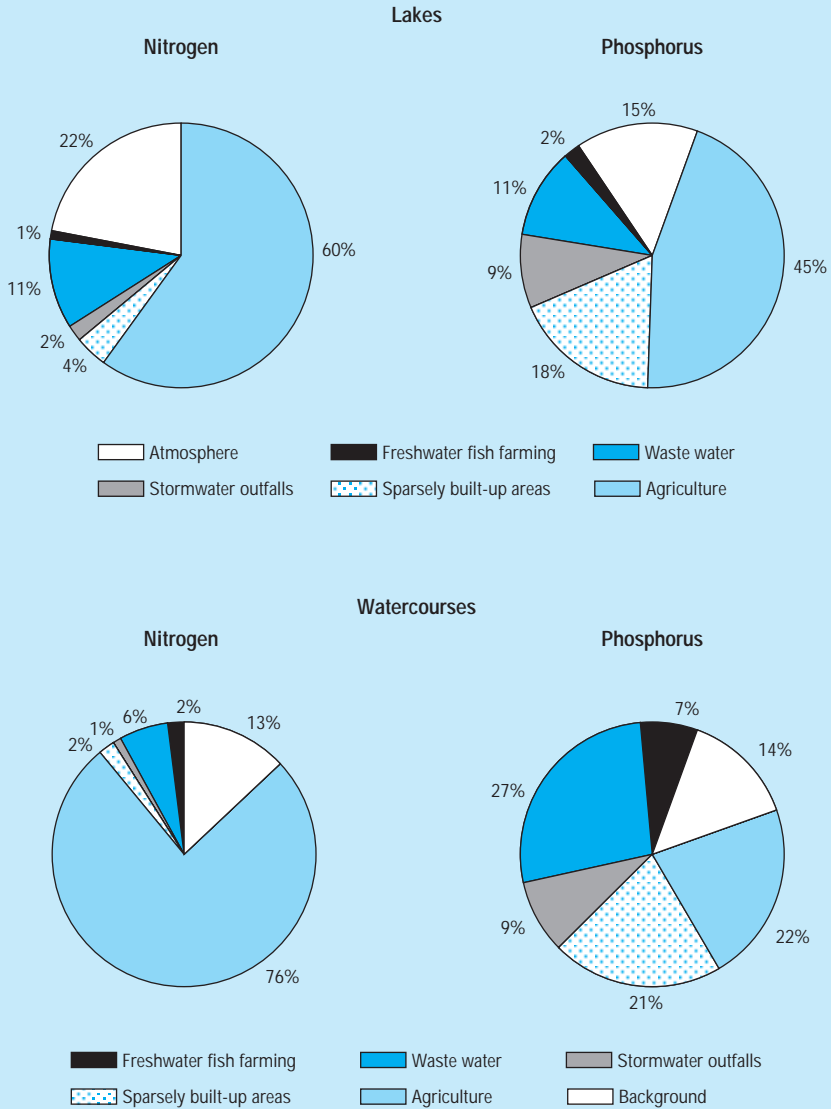 Lakes
Nitrogen
Phosphorus
22%
1%
11%
2%
4%
60%
15%
2%
11%
9%
18%
45%
Atmosphere
Freshwater fish farming
Waste water
Stormwater outfalls
Sparsely built-up areas
Agriculture
Watercourses
Nitrogen
Phosphorus
2%
1%
6%
2%
13%
76%
7%
14%
27%
9%
21%
22%
Freshwater fish farming
Waste water
Stormwater outfalls
Sparsely built-up areas
Agriculture
Background